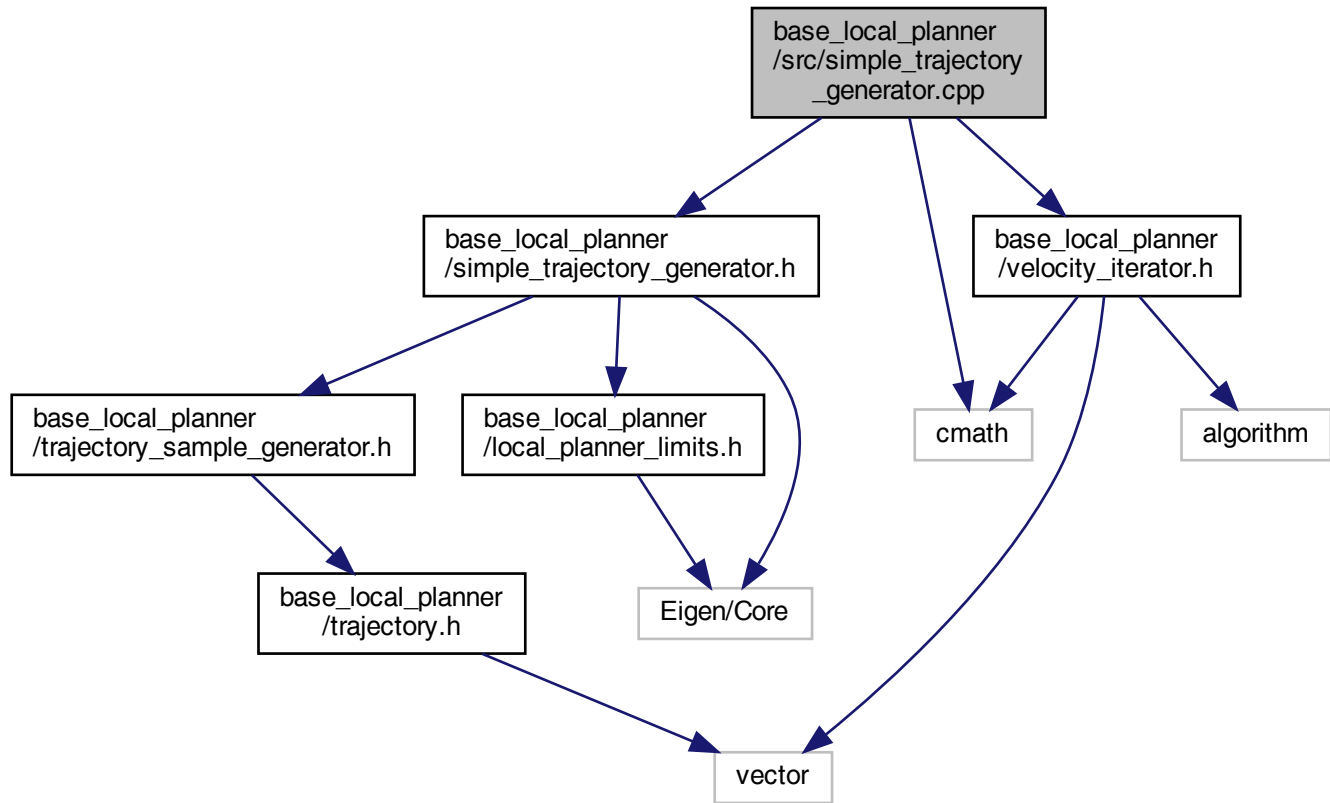 base_local_planner
/src/simple_trajectory
_generator.cpp
base_local_planner
/simple_trajectory_generator.h
base_local_planner
/velocity_iterator.h
base_local_planner
/trajectory_sample_generator.h
base_local_planner
/local_planner_limits.h
cmath
algorithm
base_local_planner
/trajectory.h
Eigen/Core
vector